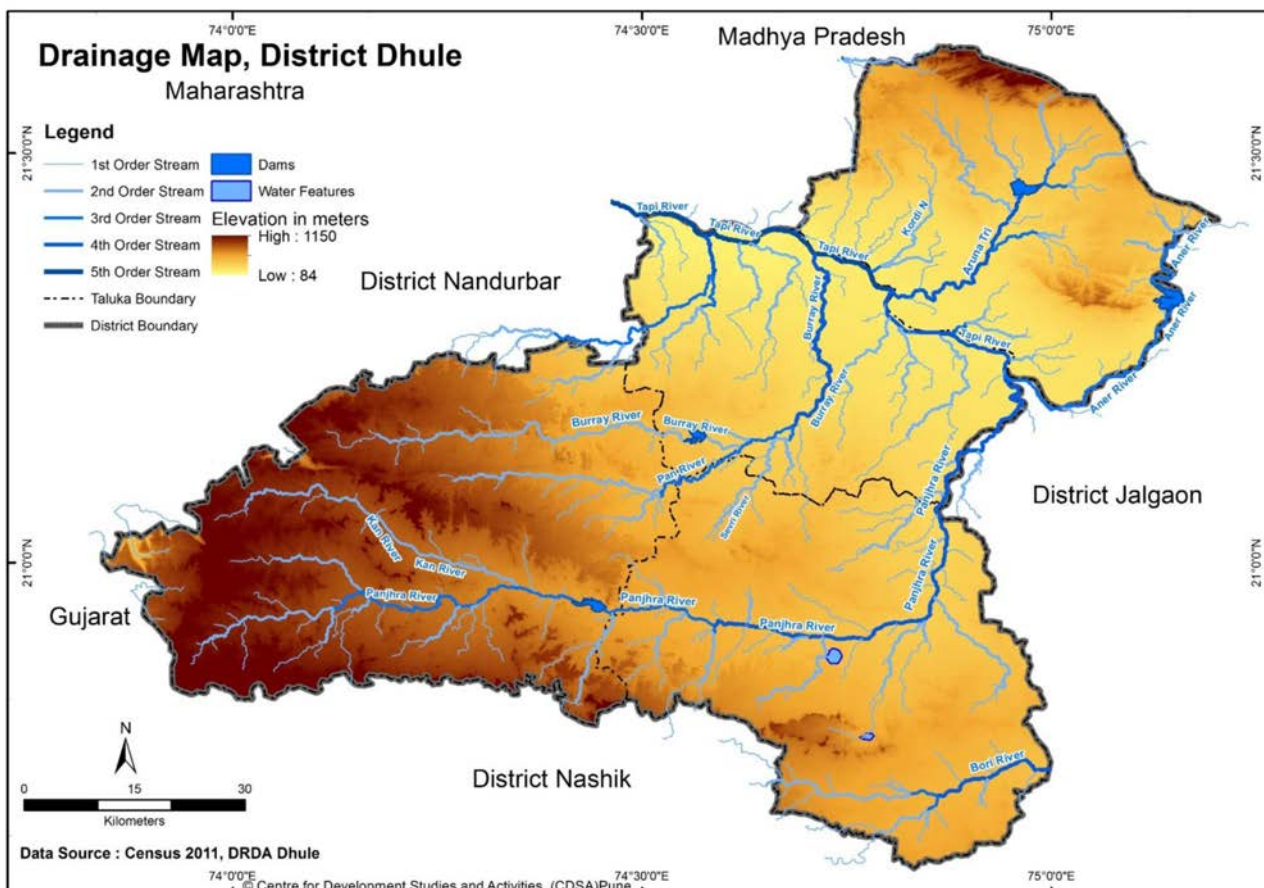 74°0'0"E
74°30'0"E
75°0'0"E
Drainage Map, District Dhule
Maharashtra
Madhya Pradesh
Legend
1st Order Stream
2nd Order Stream
3rd Order Stream
4th Order Stream
5th Order Stream
Taluka Boundary
District Boundary
Dams
Water Features
Elevation in meters
High : 1150
Low : 84
21°30'0"N
21°30'0"N
Tapi River
Tapi River
Tapi River
Kordi N
Aruna Tri
Aner River
Aner River
Aner River
District Nandurbar
Burray River
Tapi River
Burray River
Burray River
Burray River
Pan River
Sevri River
Panjhra River
District Jalgaon
21°0'0"N
21°0'0"N
Kan River
Kan River
Panjhra River
Gujarat
Panjhra River
Panjhra River
Panjhra River
Bori River
District Nashik
N
0 15 30
Kilometers
Data Source : Census 2011, DRDA Dhule
74°0'0"E
© Centre for Development Studies and Activities, (CDSA)Pune
74°30'0"E
75°0'0"E